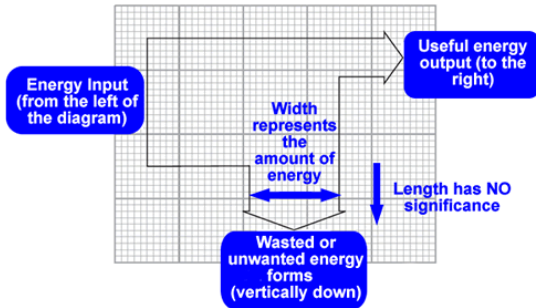 Energy Input
(from the left of
the diagram)
Useful energy
output (to the
right)
Width
represents
the
amount of
energy
Length has NO
significance
Wasted or
unwanted energy
forms
(vertically down)